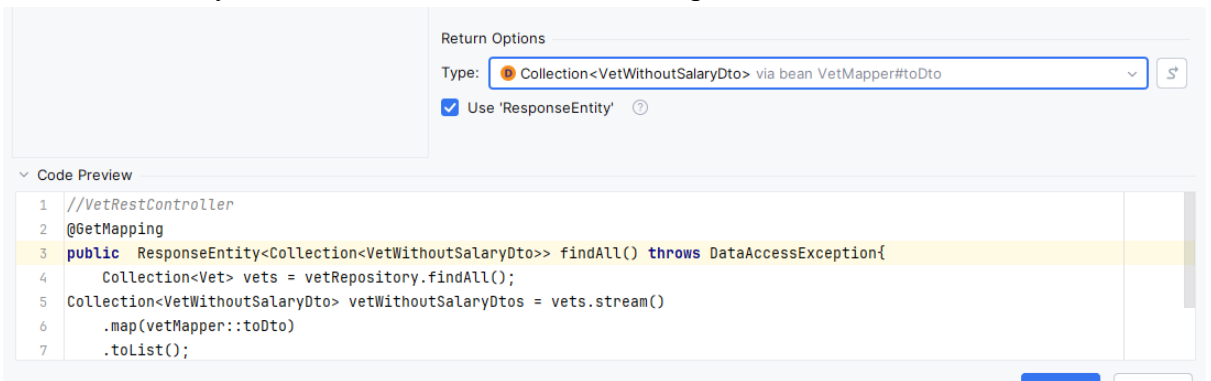 Return Options
Type: D Collection<VetWithoutSalaryDto> via bean VetMapper#toDto
Use 'ResponseEntity' ?
Code Preview
1 //VetRestController
2 @GetMapping
3 public  ResponseEntity<Collection<VetWithoutSalaryDto>> findAll() throws DataAccessException{
4     Collection<Vet> vets = vetRepository.findAll();
5 Collection<VetWithoutSalaryDto> vetWithoutSalaryDtos = vets.stream()
6     .map(vetMapper::toDto)
7     .toList();